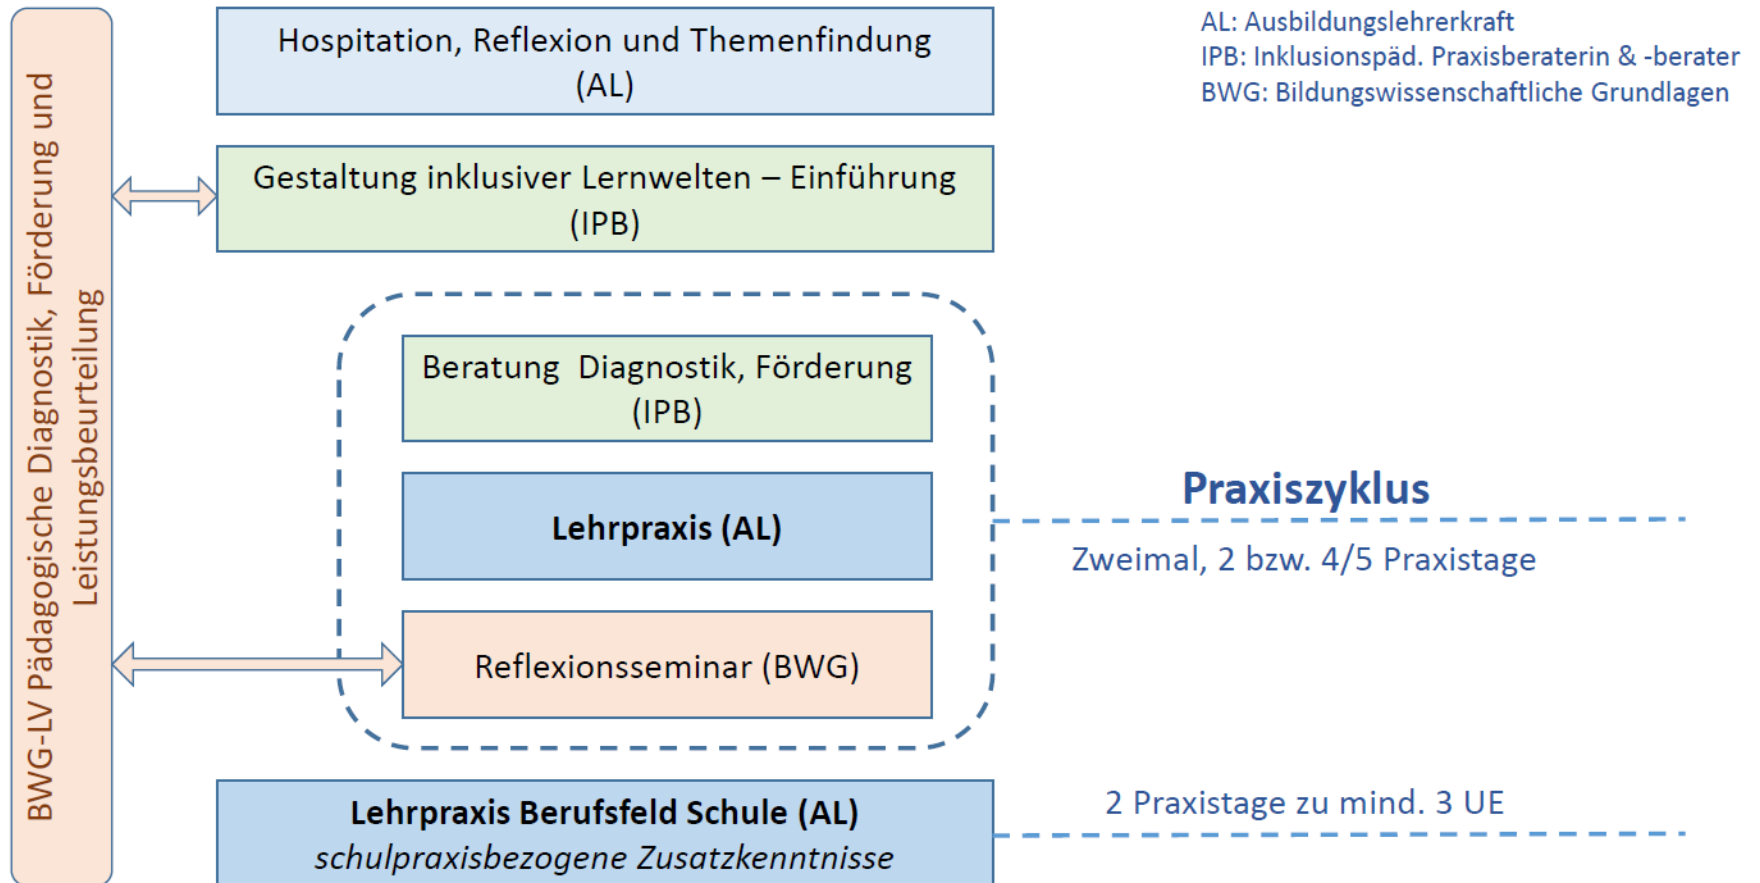 BWG-LV Pädagogische Diagnostik, Förderung und
Leistungsbeurteilung
Hospitation, Reflexion und Themenfindung
(AL)
AL: Ausbildungslehrerkraft
IPB: Inklusionspäd. Praxisberaterin & -berater
BWG: Bildungswissenschaftliche Grundlagen
Gestaltung inklusiver Lernwelten – Einführung
(IPB)
Beratung  Diagnostik, Förderung
(IPB)
Lehrpraxis (AL)
Reflexionsseminar (BWG)
Praxiszyklus
Zweimal, 2 bzw. 4/5 Praxistage
Lehrpraxis Berufsfeld Schule (AL)
schulpraxisbezogene Zusatzkenntnisse
2 Praxistage zu mind. 3 UE